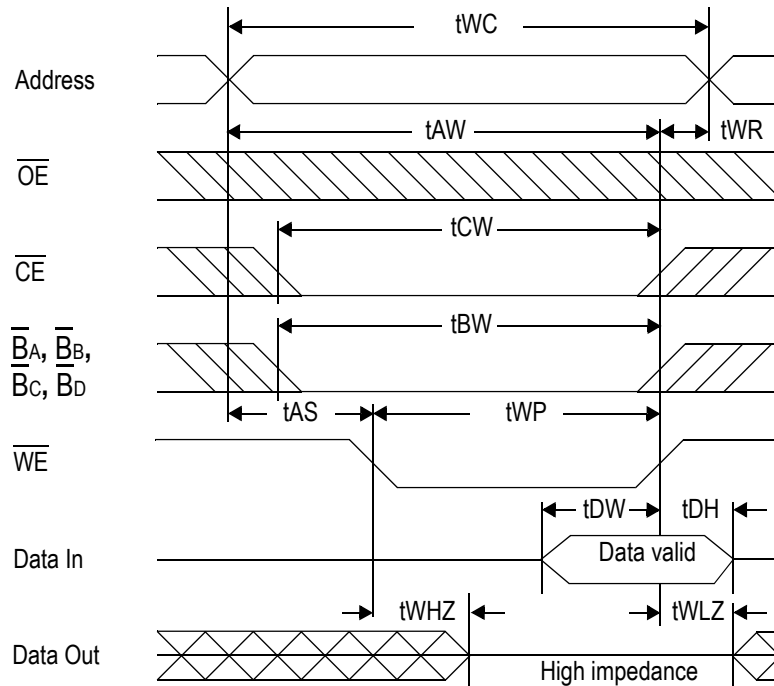 tWC
Address
tAW
tWR
OE
tCW
CE
tBW
BA, BB,
BC, BD
tAS
tWP
WE
tDW
tDH
Data In
Data valid
tWHZ
tWLZ
Data Out
High impedance